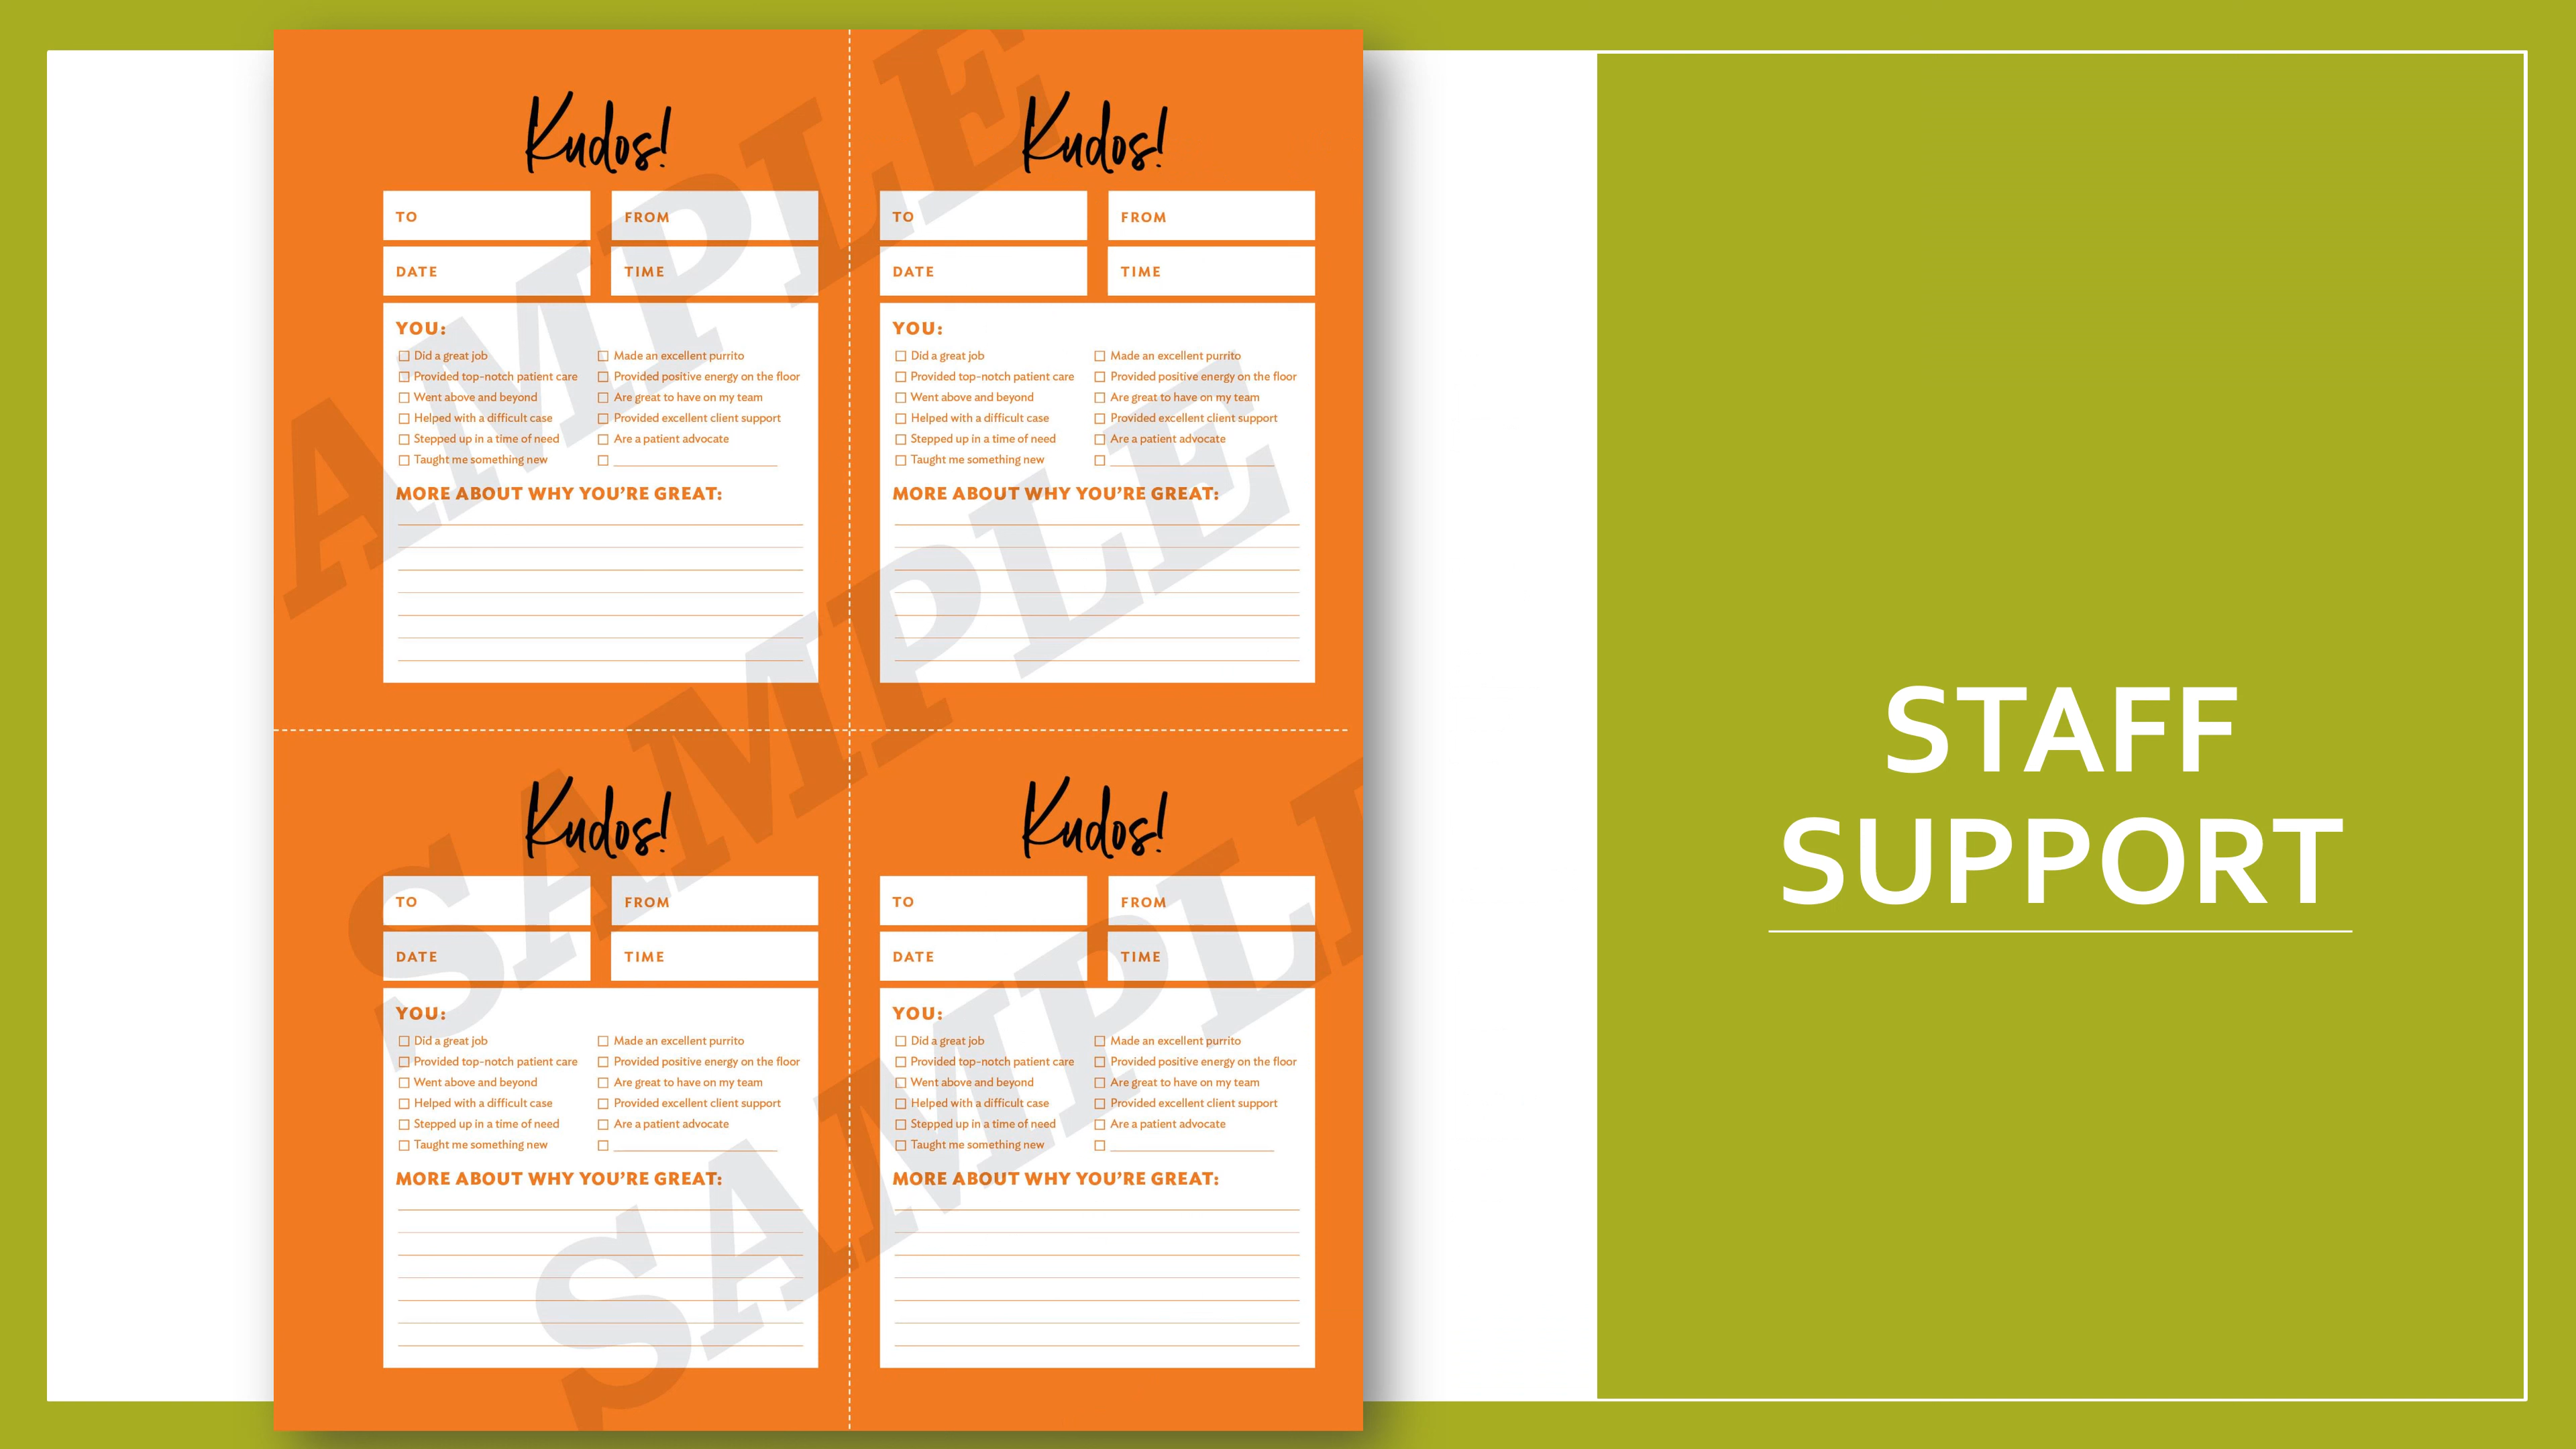 Kudos!
TO
FROM
DATE
TIME
YOU:
Did a great job
Provided top-notch patient care
Went above and beyond
Helped with a difficult case
Stepped up in a time of need
Taught me something new
Made an excellent purrito
Provided positive energy on the floor
Are great to have on my team
Provided excellent client support
Are a patient advocate
MORE ABOUT WHY YOU'RE GREAT:
Kudos!
TO
FROM
DATE
TIME
YOU:
Did a great job
Provided top-notch patient care
Went above and beyond
Helped with a difficult case
Stepped up in a time of need
Taught me something new
Made an excellent purrito
Provided positive energy on the floor
Are great to have on my team
Provided excellent client support
Are a patient advocate
MORE ABOUT WHY YOU'RE GREAT:
Kudos!
TO
FROM
DATE
TIME
YOU:
Did a great job
Provided top-notch patient care
Went above and beyond
Helped with a difficult case
Stepped up in a time of need
Taught me something new
Made an excellent purrito
Provided positive energy on the floor
Are great to have on my team
Provided excellent client support
Are a patient advocate
MORE ABOUT WHY YOU'RE GREAT:
Kudos!
TO
FROM
DATE
TIME
YOU:
Did a great job
Provided top-notch patient care
Went above and beyond
Helped with a difficult case
Stepped up in a time of need
Taught me something new
Made an excellent purrito
Provided positive energy on the floor
Are great to have on my team
Provided excellent client support
Are a patient advocate
MORE ABOUT WHY YOU'RE GREAT:
AMPLE
SAMPLE
SAMPL
STAFF
SUPPORT